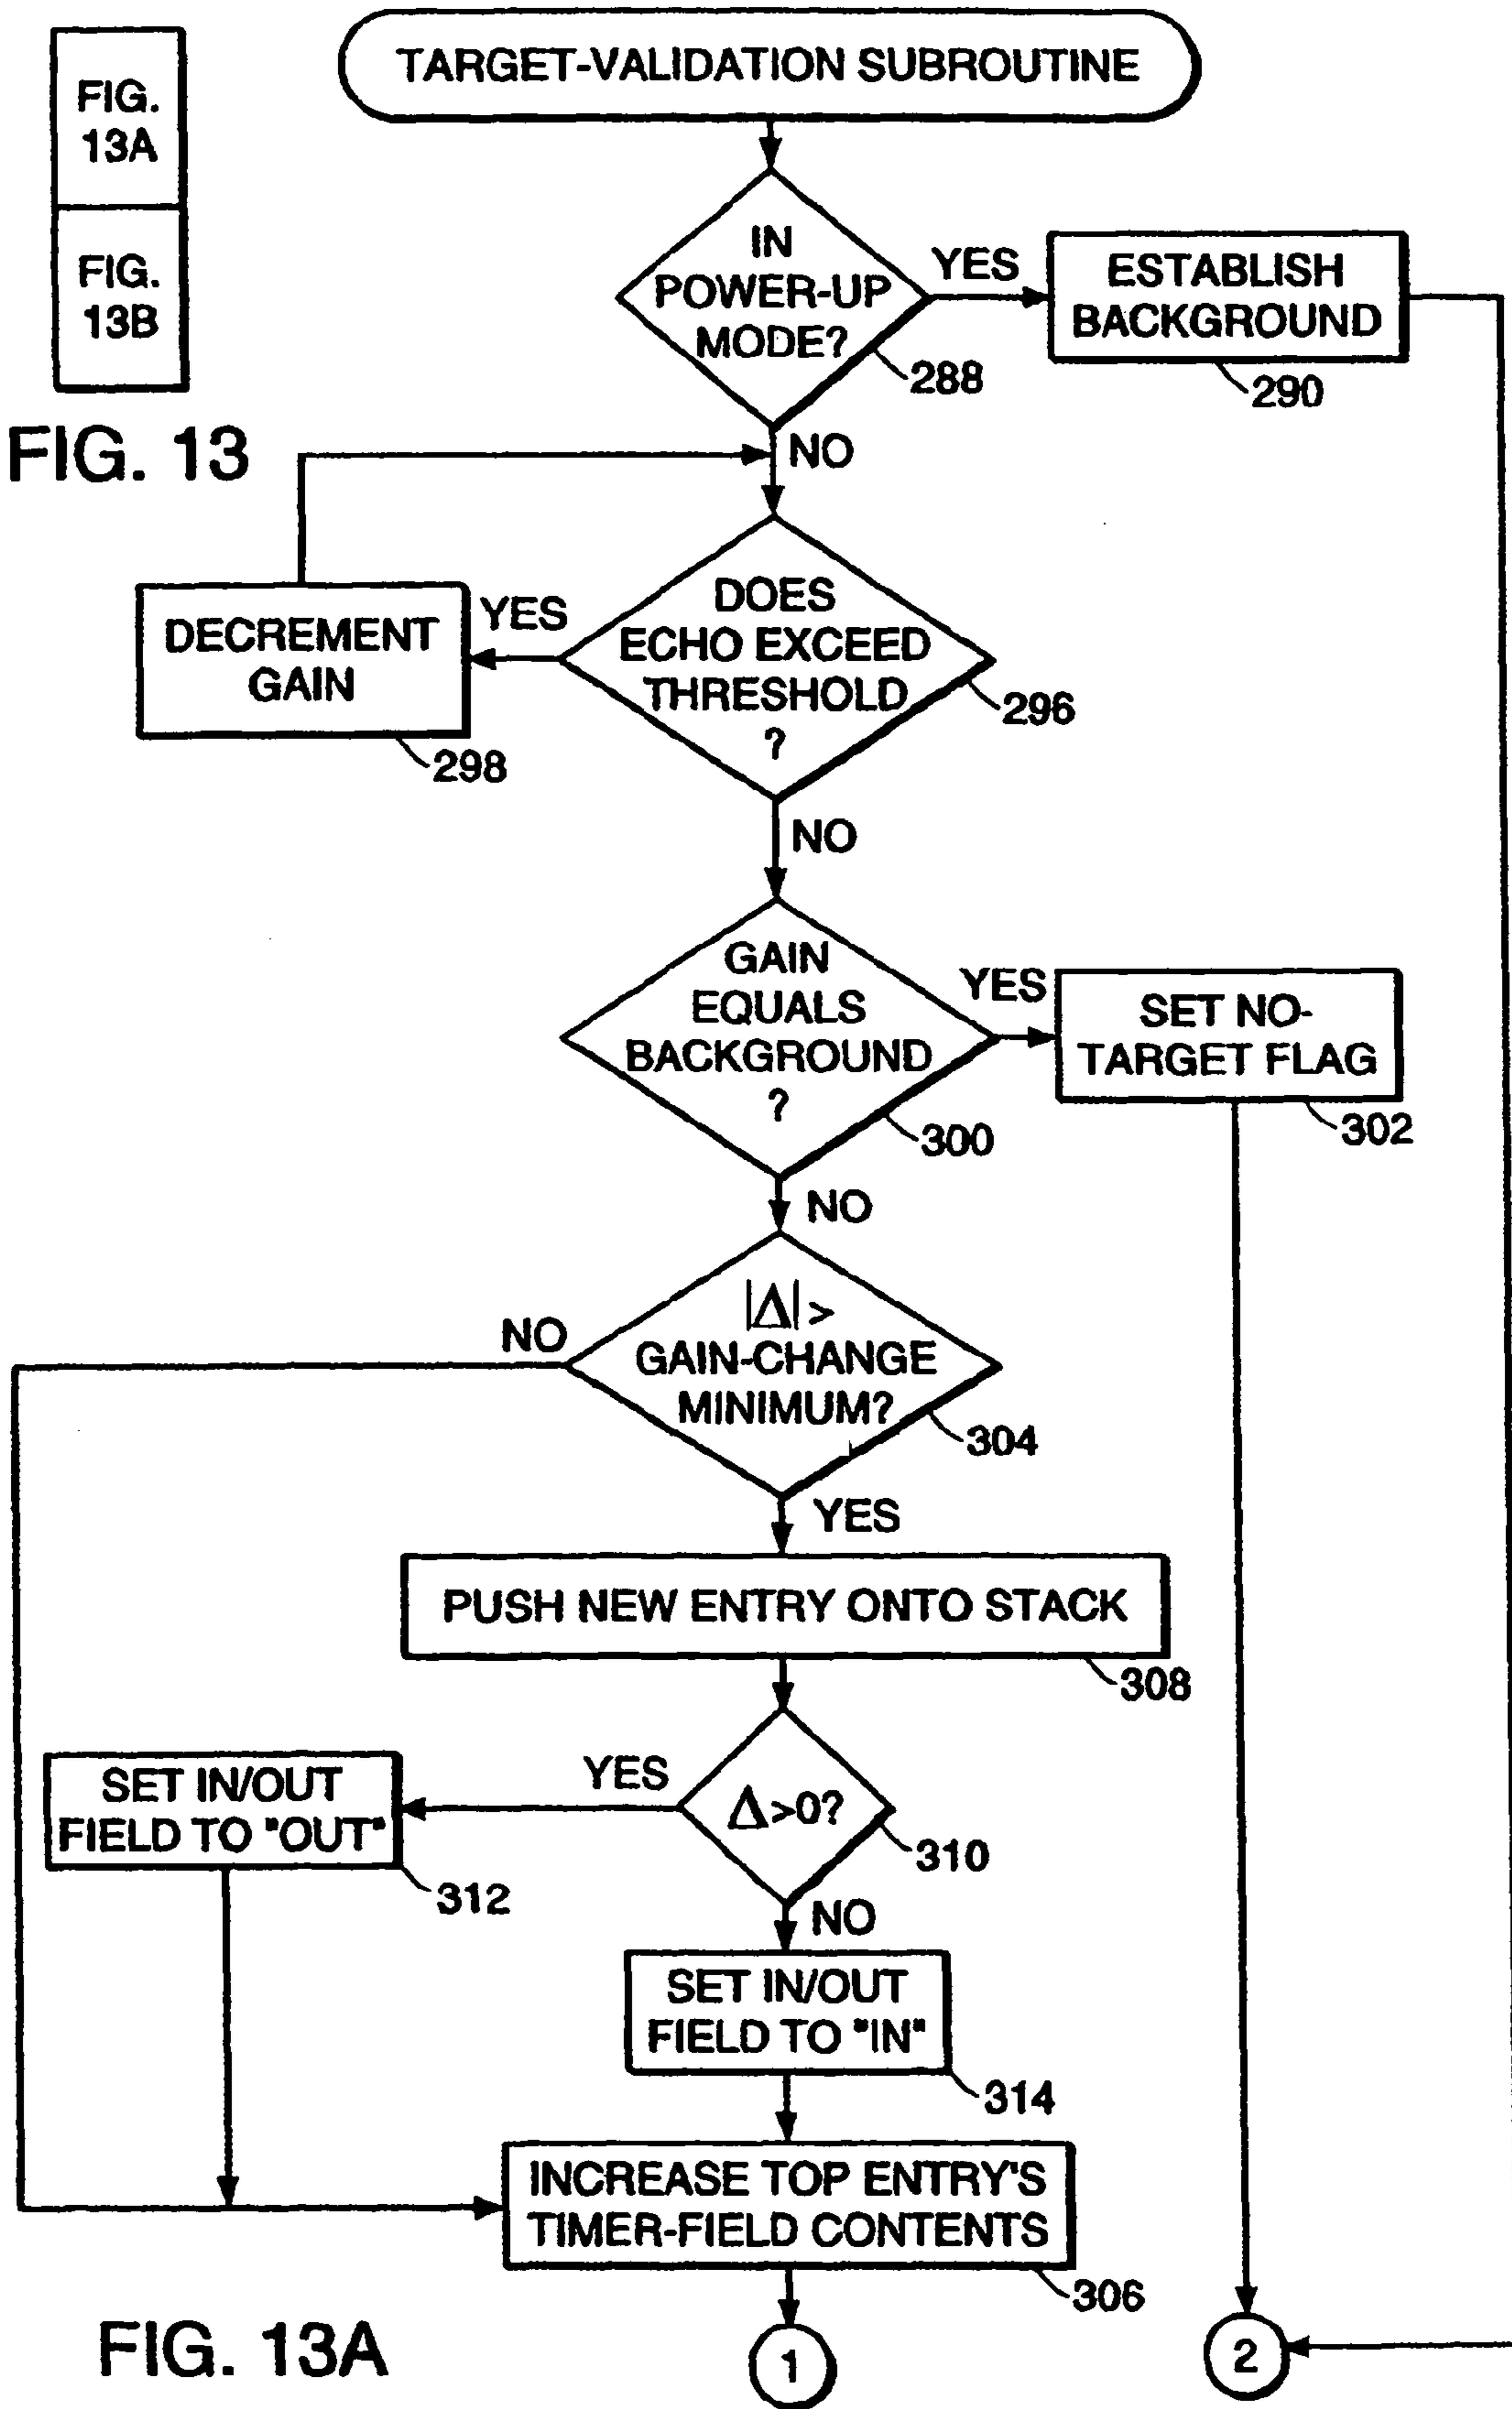 TARGET-VALIDATION SUBROUTINE
FIG.
13A
FIG.
13B
FIG. 13
IN
POWER-UP
MODE?
288
YES
ESTABLISH
BACKGROUND
290
NO
DOES
ECHO EXCEED
THRESHOLD
?
296
YES
DECREMENT
GAIN
298
NO
GAIN
EQUALS
BACKGROUND
?
300
YES
SET NO-
TARGET FLAG
302
NO
|Δ| >
GAIN-CHANGE
MINIMUM?
304
NO
YES
PUSH NEW ENTRY ONTO STACK
308
Δ>0?
310
YES
SET IN/OUT
FIELD TO "OUT"
312
NO
SET IN/OUT
FIELD TO "IN"
314
INCREASE TOP ENTRY'S
TIMER-FIELD CONTENTS
306
1
2
FIG. 13A